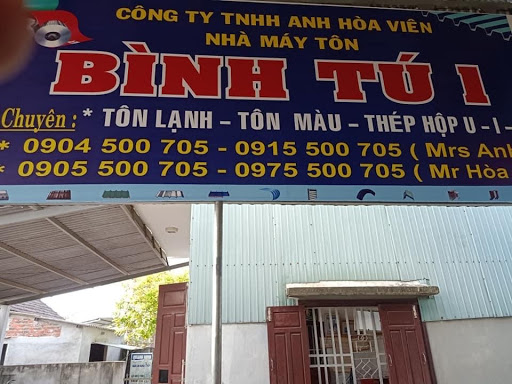 CÔNG TY TNHH ANH HÒA VIÊN
NHÀ MÁY TÔN
BÌNH TÚ 1
Chuyên : * TÔN LẠNH - TÔN MÀU - THÉP HỘP U - I -
* 0904 500 705 - 0915 500 705 ( Mrs Anh
* 0905 500 705 - 0975 500 705 ( Mr Hòa